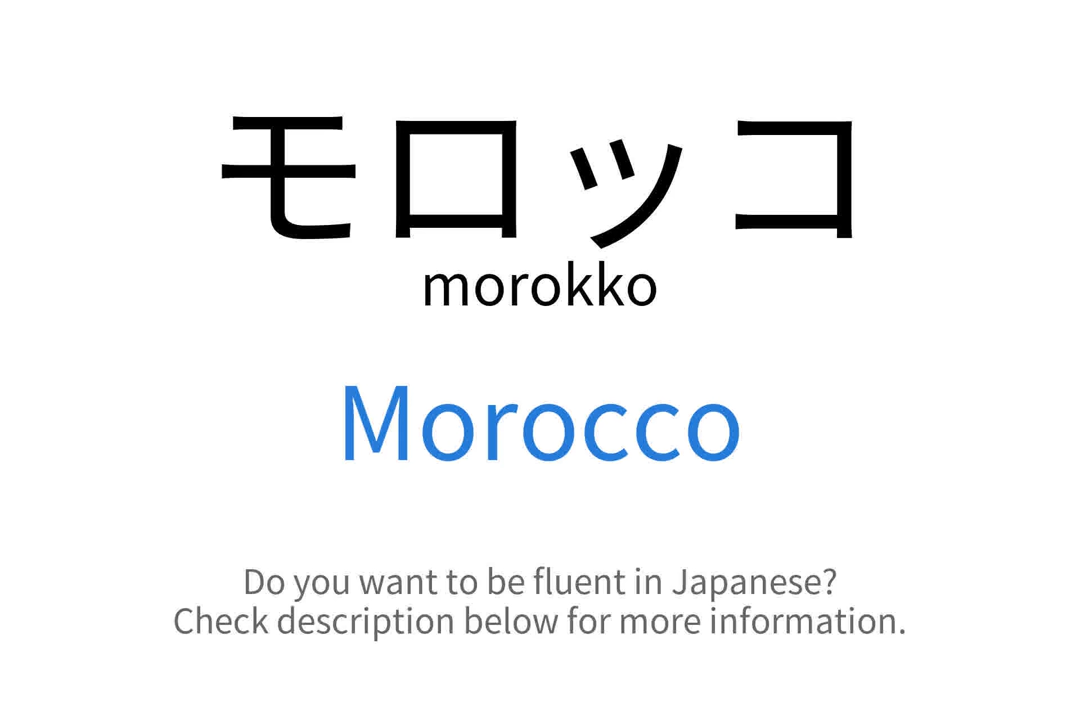 モロッコ
morokko
Morocco
Do you want to be fluent in Japanese?
Check description below for more information.